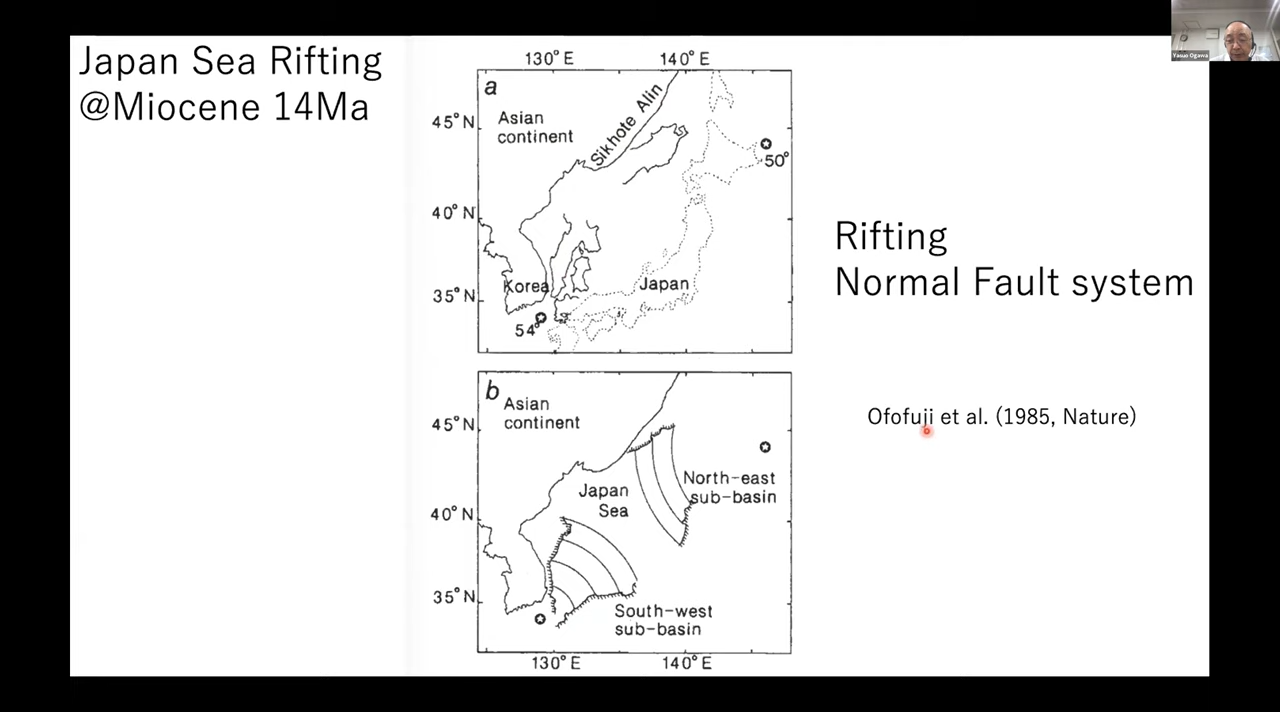 Japan Sea Rifting
@Miocene 14Ma
130°E 140°E
a
Asian
continent
Sikhote Alin
45°N
50°
40°N
Korea
Japan
35°N
54°
b
Asian
continent
45°N
North-east
sub-basin
Japan
Sea
40°N
35°N
South-west
sub-basin
130°E 140°E
Rifting
Normal Fault system
Ofofuji et al. (1985, Nature)
Yasuo Ogawa